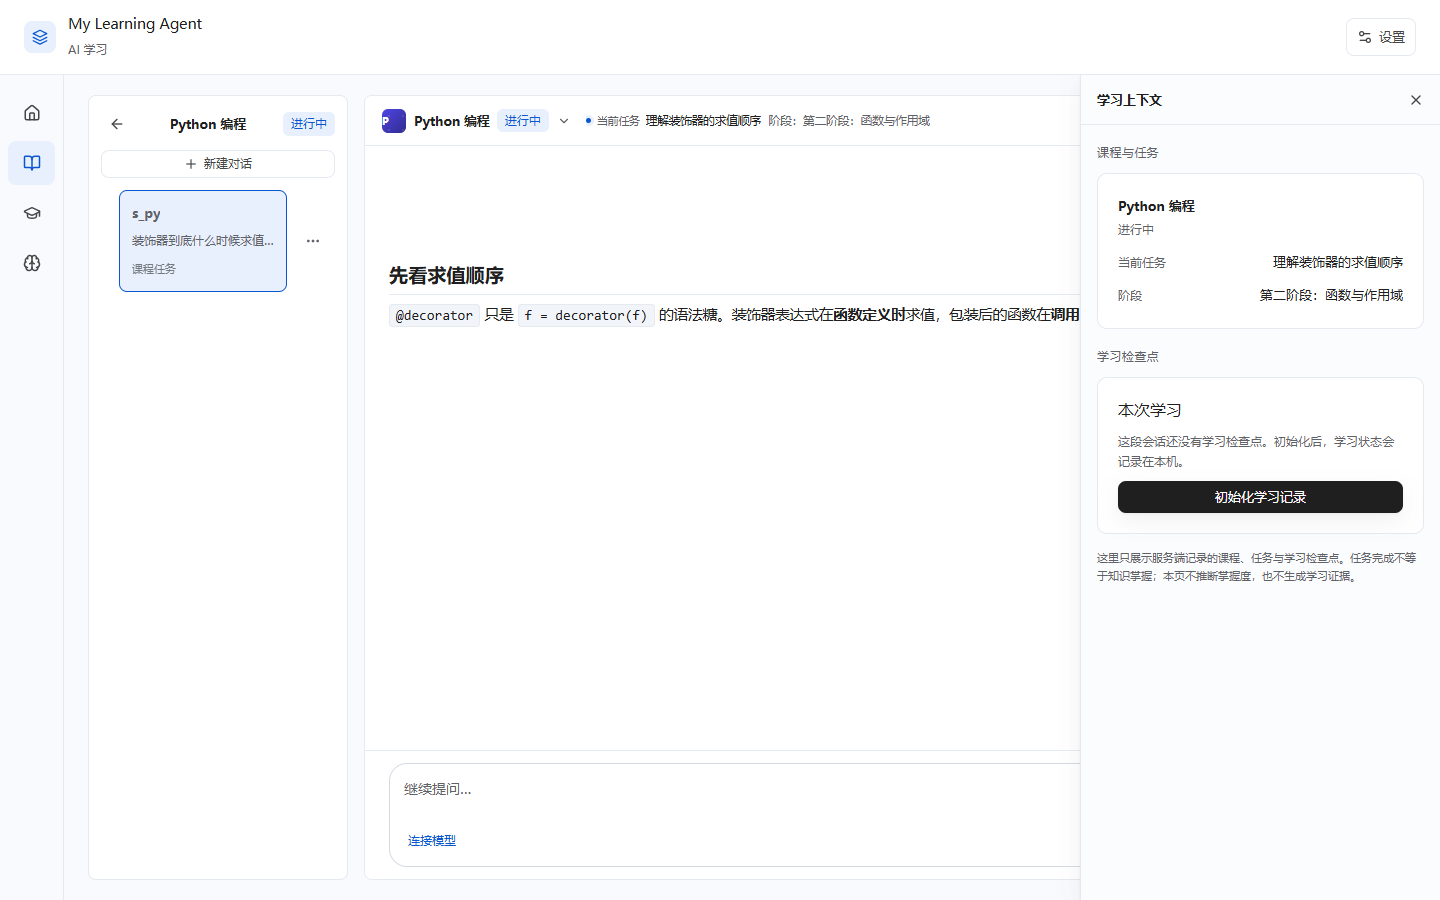 My Learning Agent
AI 学习
设置
Python 编程
进行中
新建对话
s_py
装饰器到底什么时候求值...
课程任务
P
Python 编程
进行中
当前任务 理解装饰器的求值顺序 阶段：第二阶段：函数与作用域
先看求值顺序
@decorator 只是 f = decorator(f) 的语法糖。装饰器表达式在函数定义时求值，包装后的函数在调用
继续提问...
连接模型
学习上下文
课程与任务
Python 编程
进行中
当前任务 理解装饰器的求值顺序
阶段 第二阶段：函数与作用域
学习检查点
本次学习
这段会话还没有学习检查点。初始化后，学习状态会
记录在本机。
初始化学习记录
这里只展示服务端记录的课程、任务与学习检查点。任务完成不等
于知识掌握；本页不推断掌握度，也不生成学习证据。